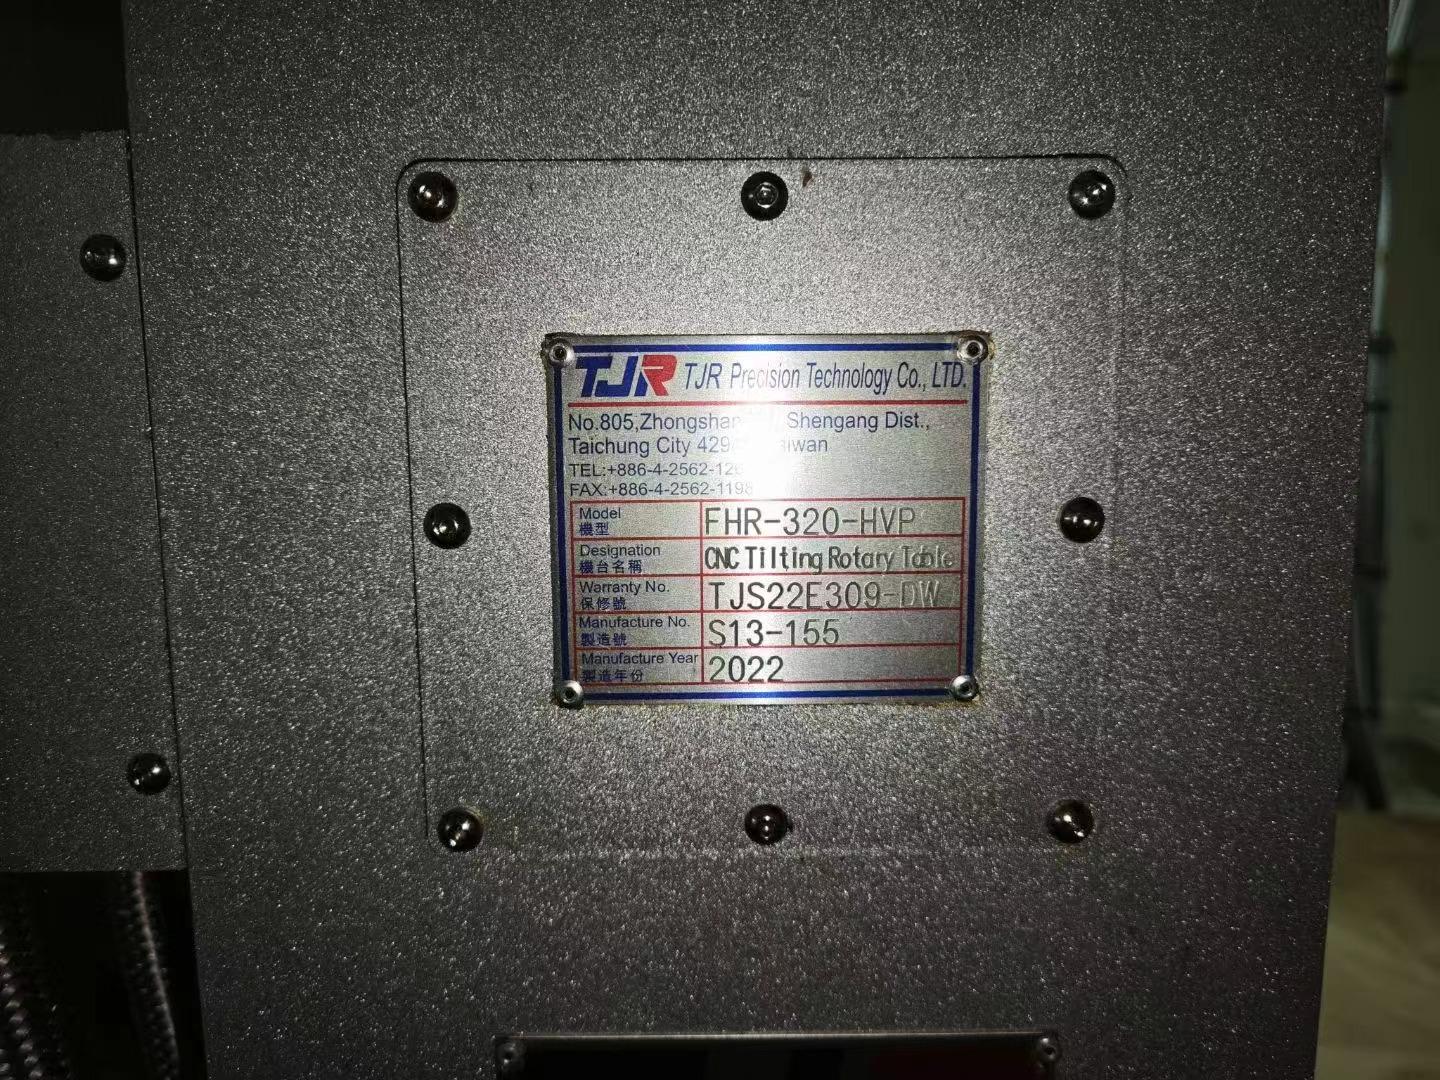 TJR TJR Precision Technology Co., LTD.
No.805,Zhongshan Shengang Dist.,
Taichung City
TEL:+886-4-2562-
FAX:+886-4-2562-1198
Model FHR-320-HVP
機型
Designation CNC Tilting Rotary Table
機台名稱
Warranty No. TJS22E309-DW
保修號
Manufacture No. S13-155
製造號
Manufacture Year 2022
製造年份